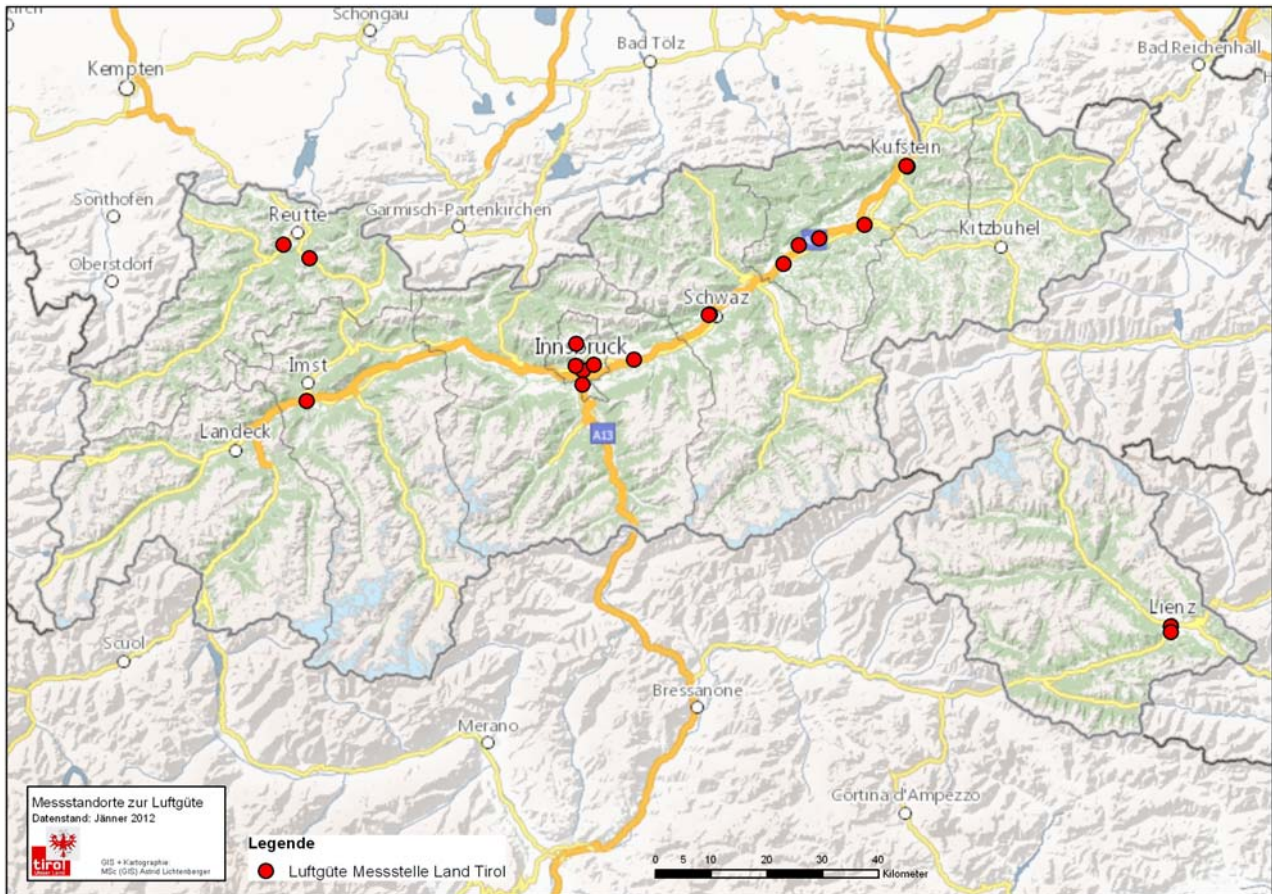 Schongau
Kempten
Bad Tölz
Bad Reichenhall
Kufstein
Sonthofen
Reutte
Garmisch-Partenkirchen
Kitzbuhel
Oberstdorf
Schwaz
Innsbruck
Imst
Landeck
A13
Lienz
Scuol
Bressanone
Merano
Cortina d'Ampezzo
Messstandorte zur Luftgüte
Datenstand: Jänner 2012
tirol
Unser Land
GIS + Kartographie:
MSc (GIS) Astrid Lichtenberger
Legende
Luftgüte Messstelle Land Tirol
0 5 10 20 30 40
Kilometer